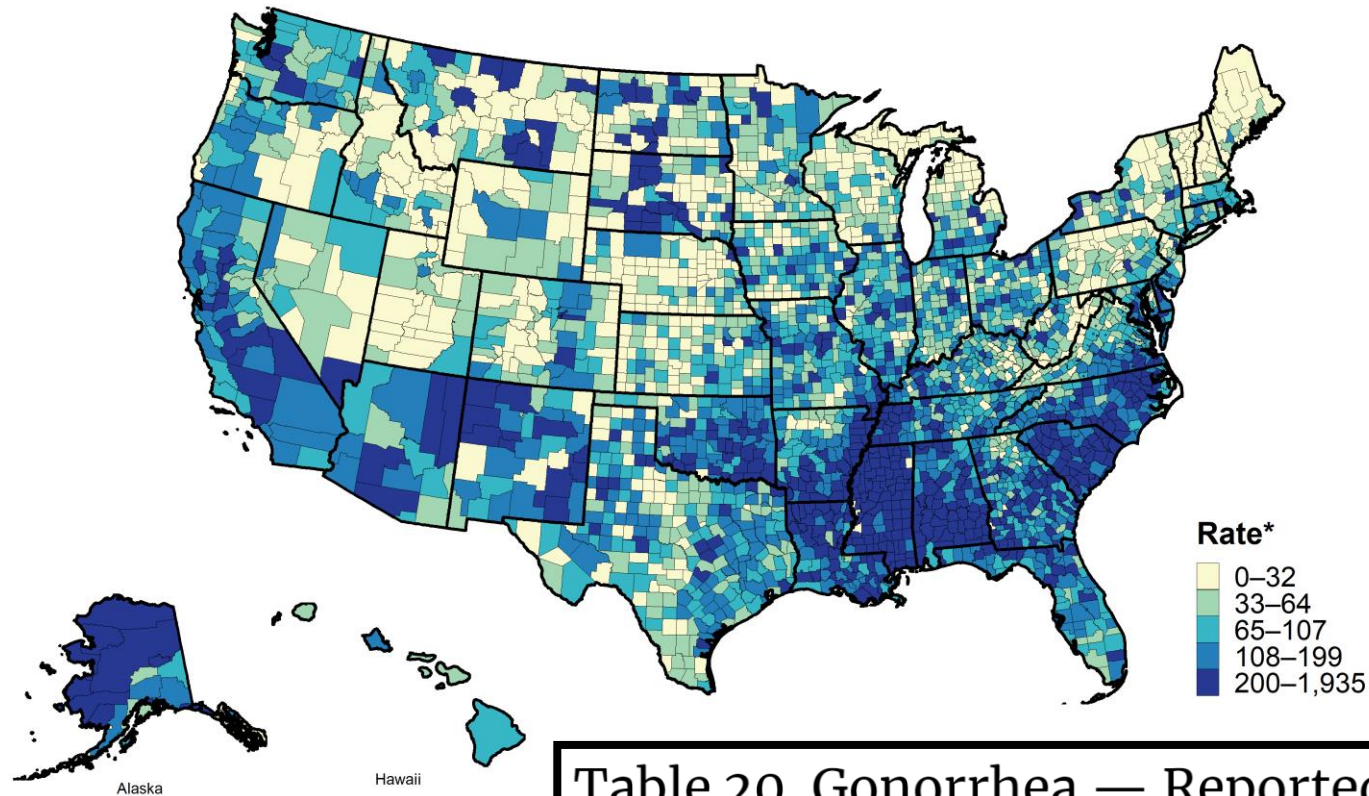 Rate*
0–32
33–64
65–107
108–199
200–1,935
Alaska
Hawaii
Table 20. Gonorrhea — Reported